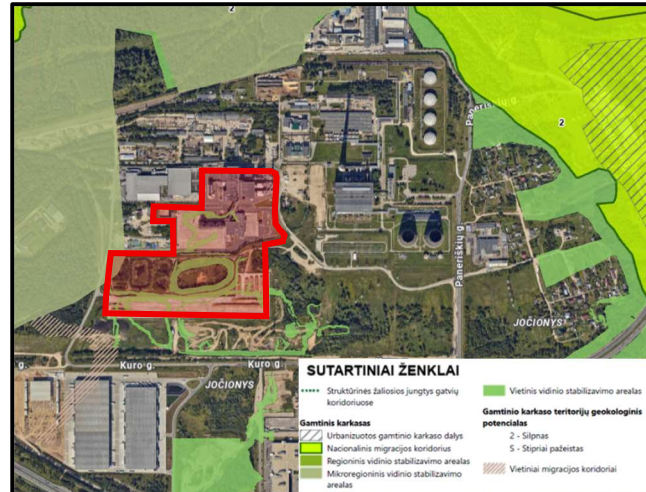 2
2
Paneriškių g.
Paneriškių g.
JOČIONYS
g.
Kuro g.
Kuro g.
JOČIONYS
SUTARTINIAI ŽENKLAI
Struktūrinės žaliosios jungtys gatvių
koridoriuose
Gamtinis karkasas
Urbanizuotos gamtinio karkaso dalys
Nacionalinis migracijos koridorius
Regioninis vidinio stabilizavimo arealas
Mikroregioninis vidinio stabilizavimo
arealas
Vietinis vidinio stabilizavimo arealas
Gamtinio karkaso teritorijų geokologinis
potencialas
2 - Silpnas
S - Stipriai pažeistas
Vietiniai migracijos koridoriai